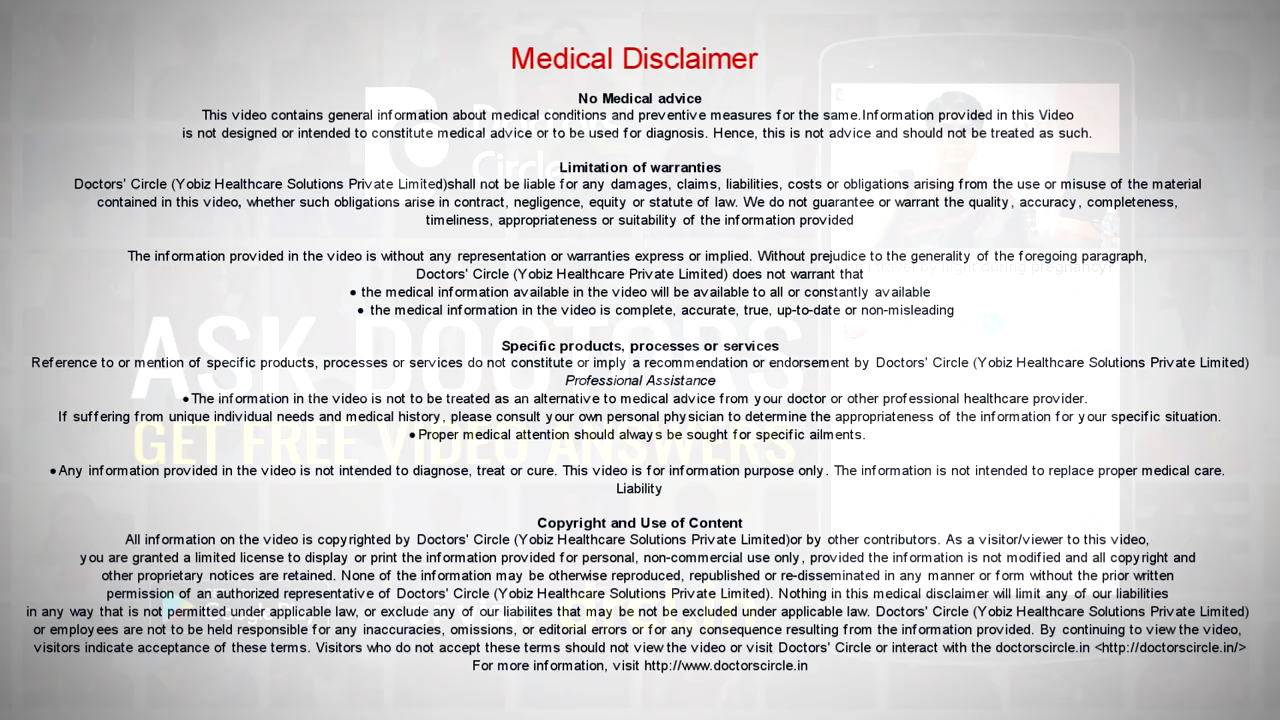 Medical Disclaimer
No Medical advice
This video contains general information about medical conditions and preventive measures for the same.Information provided in this Video
is not designed or intended to constitute medical advice or to be used for diagnosis. Hence, this is not advice and should not be treated as such.
Limitation of warranties
Doctors' Circle (Yobiz Healthcare Solutions Private Limited)shall not be liable for any damages, claims, liabilities, costs or obligations arising from the use or misuse of the material
contained in this video, whether such obligations arise in contract, negligence, equity or statute of law. We do not guarantee or warrant the quality, accuracy, completeness,
timeliness, appropriateness or suitability of the information provided
The information provided in the video is without any representation or warranties express or implied. Without prejudice to the generality of the foregoing paragraph,
Doctors' Circle (Yobiz Healthcare Private Limited) does not warrant that
• the medical information available in the video will be available to all or constantly available
• the medical information in the video is complete, accurate, true, up-to-date or non-misleading
Specific products, processes or services
Reference to or mention of specific products, processes or services do not constitute or imply a recommendation or endorsement by Doctors' Circle (Yobiz Healthcare Solutions Private Limited)
Professional Assistance
•The information in the video is not to be treated as an alternative to medical advice from your doctor or other professional healthcare provider.
If suffering from unique individual needs and medical history, please consult your own personal physician to determine the appropriateness of the information for your specific situation.
•Proper medical attention should always be sought for specific ailments.
•Any information provided in the video is not intended to diagnose, treat or cure. This video is for information purpose only. The information is not intended to replace proper medical care.
Liability
Copyright and Use of Content
All information on the video is copyrighted by Doctors' Circle (Yobiz Healthcare Solutions Private Limited)or by other contributors. As a visitor/viewer to this video,
you are granted a limited license to display or print the information provided for personal, non-commercial use only, provided the information is not modified and all copyright and
other proprietary notices are retained. None of the information may be otherwise reproduced, republished or re-disseminated in any manner or form without the prior written
permission of an authorized representative of Doctors' Circle (Yobiz Healthcare Solutions Private Limited). Nothing in this medical disclaimer will limit any of our liabilities
in any way that is not permitted under applicable law, or exclude any of our liabilites that may be not be excluded under applicable law. Doctors' Circle (Yobiz Healthcare Solutions Private Limited)
or employees are not to be held responsible for any inaccuracies, omissions, or editorial errors or for any consequence resulting from the information provided. By continuing to view the video,
visitors indicate acceptance of these terms. Visitors who do not accept these terms should not view the video or visit Doctors' Circle or interact with the doctorscircle.in <http://doctorscircle.in/>
For more information, visit http://www.doctorscircle.in
Circle
travel by flight during pregnancy?
ASK DOCTORS
GET FREE VIDEO ANSWERS
Google Play
or visit